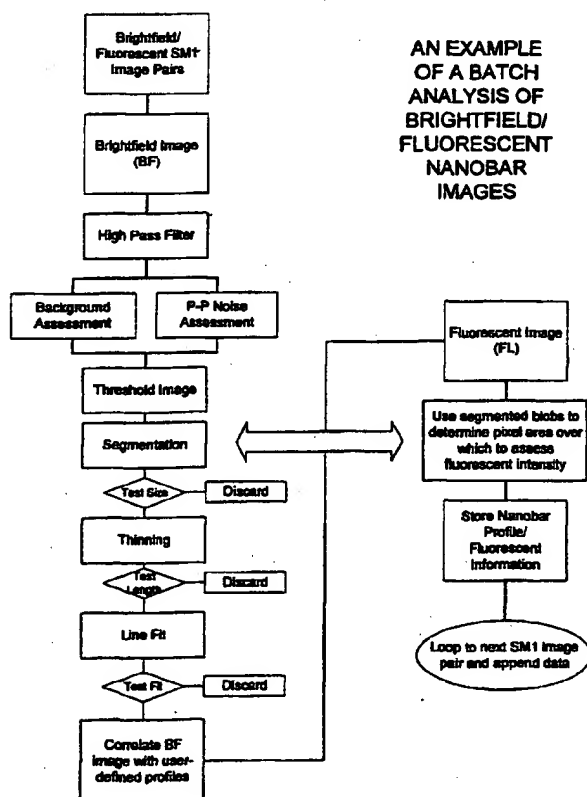 AN EXAMPLE
OF A BATCH
ANALYSIS OF
BRIGHTFIELD/
FLUORESCENT
NANOBAR
IMAGES
Brightfield/
Fluorescent SM1
Image Pairs
Brightfield Image
(BF)
High Pass Filter
Background
Assessment
P-P Noise
Assessment
Threshold Image
Segmentation
Test Size
Discard
Thinning
Test
Length
Discard
Line Fit
Test Fit
Discard
Correlate BF
image with user-
defined profiles
Fluorescent Image
(FL)
Use segmented blobs to
determine pixel area over
which to assess
fluorescent intensity
Store Nanobar
Profile/
Fluorescent
Information
Loop to next SM1 image
pair and append data